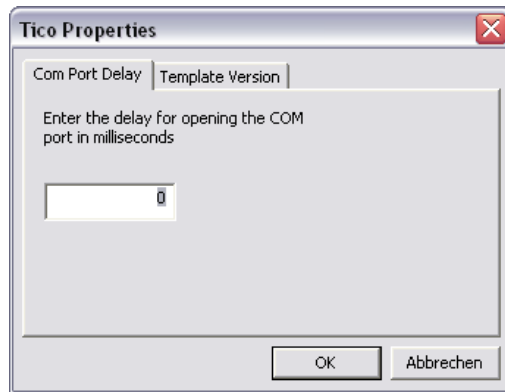 Tico Properties
Com Port Delay
Template Version
Enter the delay for opening the COM
port in milliseconds
0
OK
Abbrechen